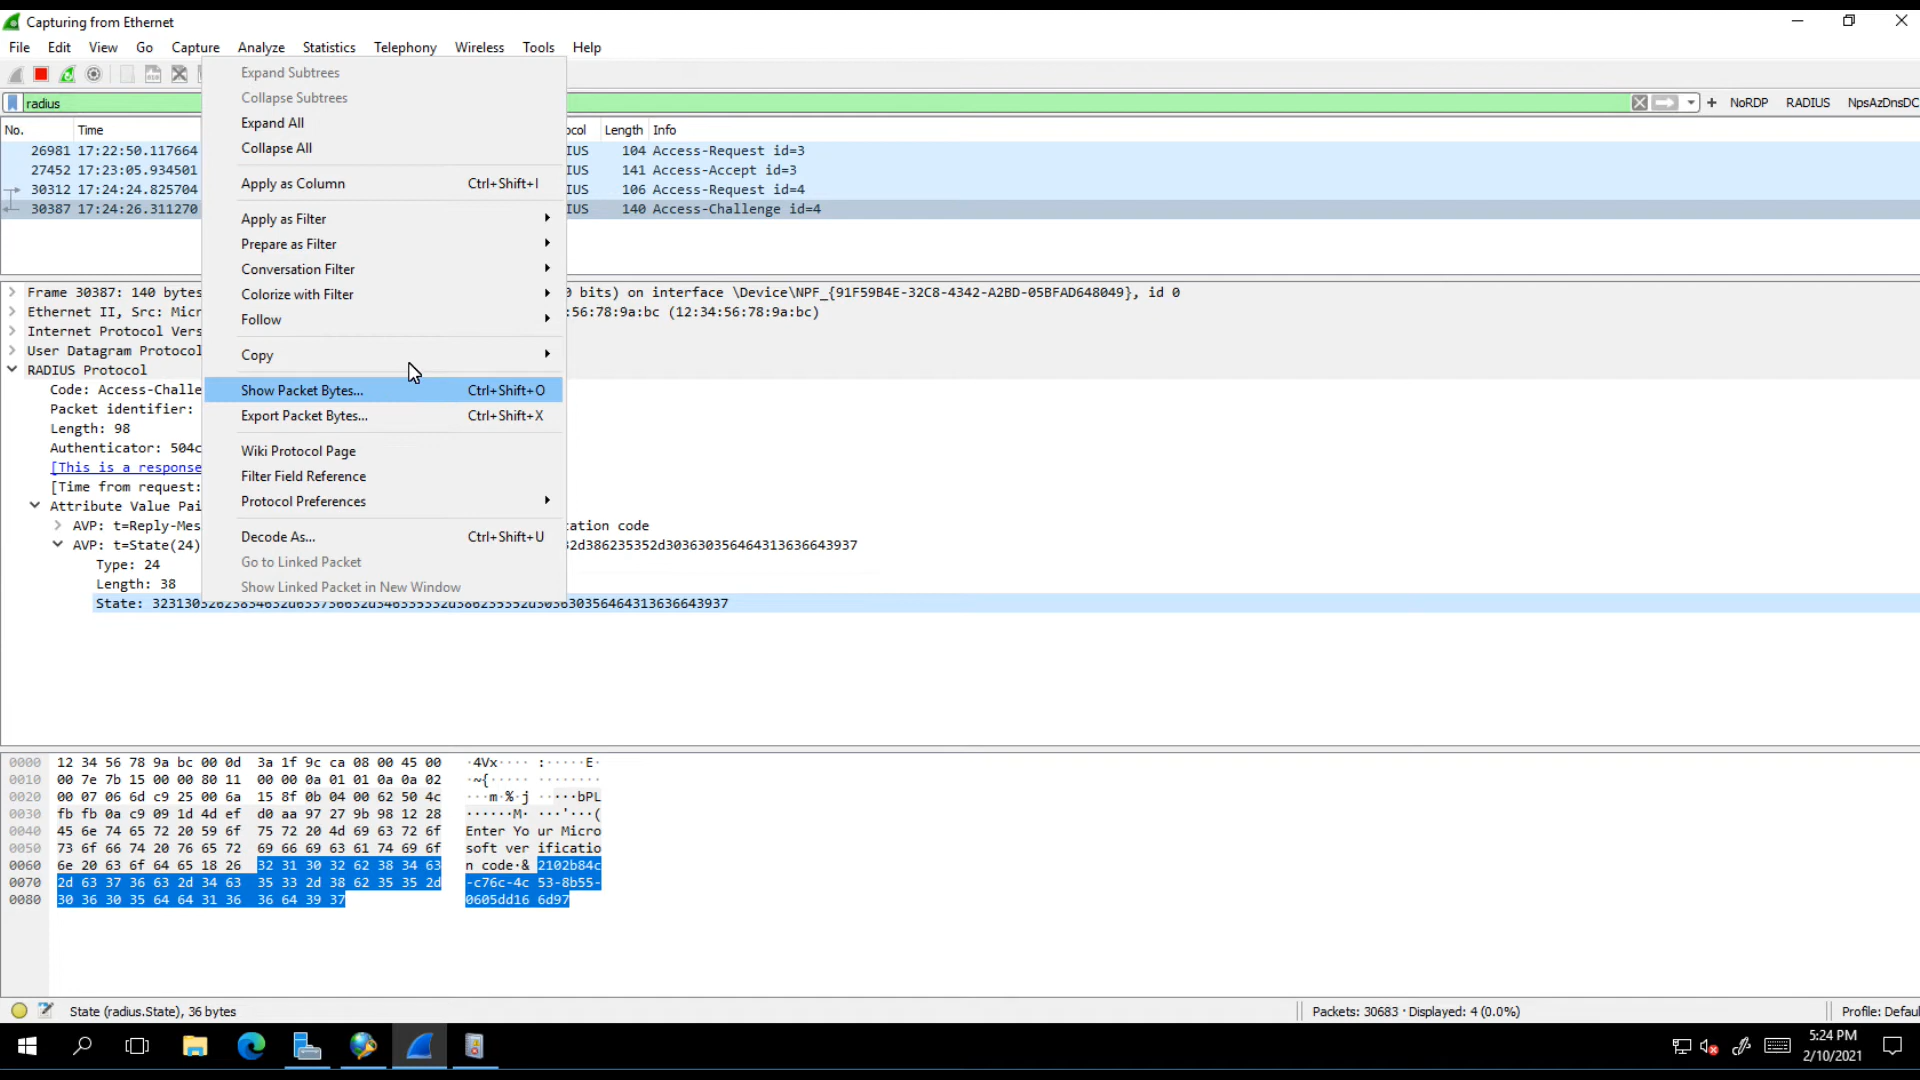 Capturing from Ethernet
File Edit View Go Capture Analyze Statistics Telephony Wireless Tools Help
radius
NoRDP RADIUS NpsAzDnsDC
No. Time ocol Length Info
26981 17:22:50.117664 IUS 104 Access-Request id=3
27452 17:23:05.934501 IUS 141 Access-Accept id=3
30312 17:24:24.825704 IUS 106 Access-Request id=4
30387 17:24:26.311270 IUS 140 Access-Challenge id=4
Expand Subtrees
Collapse Subtrees
Expand All
Collapse All
Apply as Column Ctrl+Shift+I
Apply as Filter
Prepare as Filter
Conversation Filter
Colorize with Filter
Follow
Copy
Show Packet Bytes... Ctrl+Shift+O
Export Packet Bytes... Ctrl+Shift+X
Wiki Protocol Page
Filter Field Reference
Protocol Preferences
Decode As... Ctrl+Shift+U
Go to Linked Packet
Show Linked Packet in New Window
Frame 30387: 140 bytes 0 bits) on interface \Device\NPF_{91F59B4E-32C8-4342-A2BD-05BFAD648049}, id 0
Ethernet II, Src: Micr :56:78:9a:bc (12:34:56:78:9a:bc)
Internet Protocol Vers
User Datagram Protocol
RADIUS Protocol
Code: Access-Challe
Packet identifier:
Length: 98
Authenticator: 504c
[This is a response
[Time from request:
Attribute Value Pai
AVP: t=Reply-Mes cation code
AVP: t=State(24) 32d386235352d303630356464313636643937
Type: 24
Length: 38
State: 32313032623834632d633736632d346335332d386235352d303630356464313636643937
0000 12 34 56 78 9a bc 00 0d 3a 1f 9c ca 08 00 45 00 ·4Vx···· :·····E·
0010 00 7e 7b 15 00 00 80 11 00 00 0a 01 01 0a 0a 02 ·~{····· ········
0020 00 07 06 6d c9 25 00 6a 15 8f 0b 04 00 62 50 4c ···m·%·j ·····bPL
0030 fb fb 0a c9 09 1d 4d ef d0 aa 97 27 9b 98 12 28 ······M· ···'···(
0040 45 6e 74 65 72 20 59 6f 75 72 20 4d 69 63 72 6f Enter Yo ur Micro
0050 73 6f 66 74 20 76 65 72 69 66 69 63 61 74 69 6f soft ver ificatio
0060 6e 20 63 6f 64 65 18 26 32 31 30 32 62 38 34 63 n code·& 2102b84c
0070 2d 63 37 36 63 2d 34 63 35 33 2d 38 62 35 35 2d -c76c-4c 53-8b55-
0080 30 36 30 35 64 64 31 36 36 64 39 37 0605dd16 6d97
State (radius.State), 36 bytes Packets: 30683 · Displayed: 4 (0.0%) Profile: Defaul
5:24 PM
2/10/2021